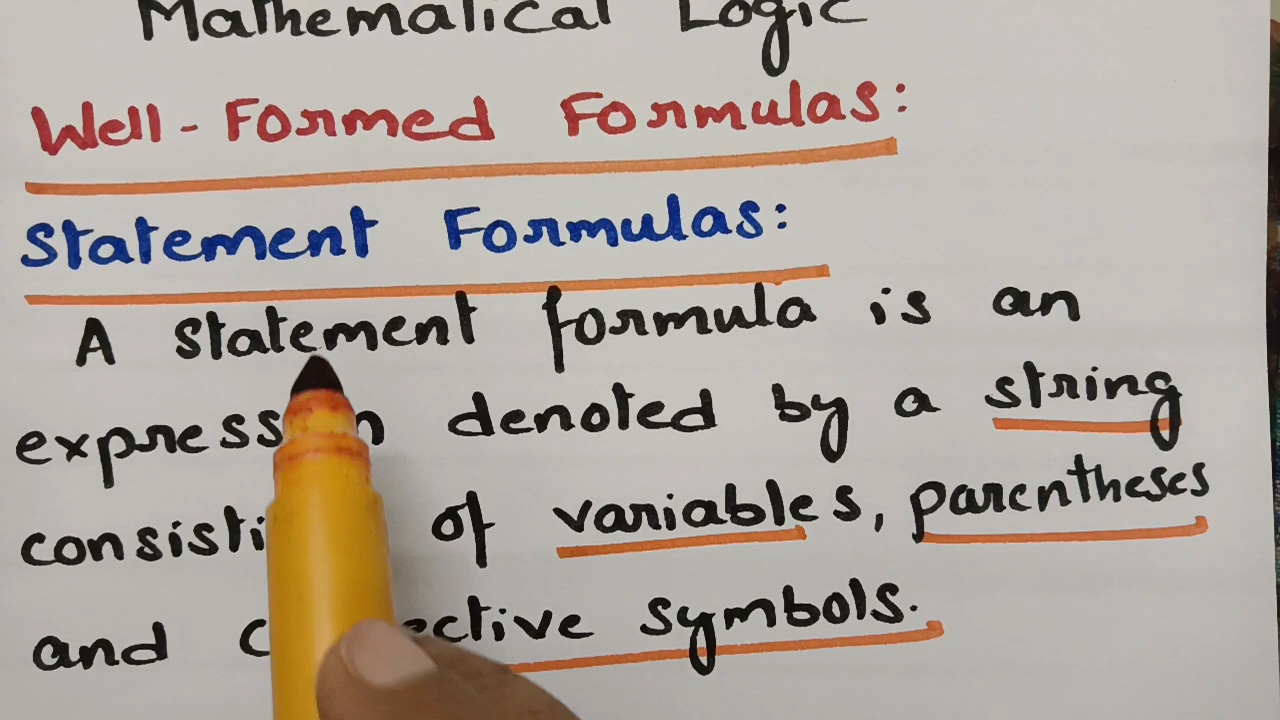 Mathematical Logic
Well-Formed Formulas:
Statement Formulas:
A statement formula is an
denoted by a string
of variables, parentheses
and symbols.